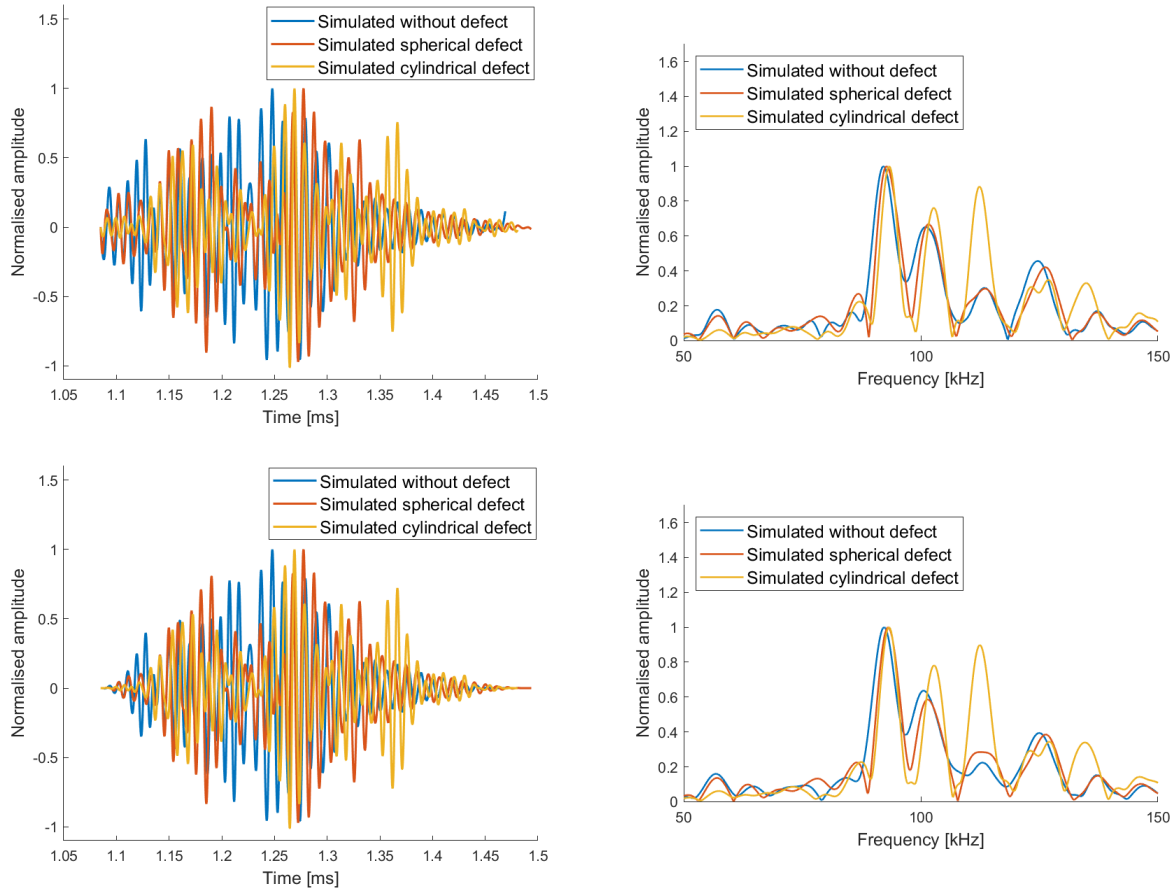 Simulated without defect
Simulated spherical defect
Simulated cylindrical defect
1.5
1
0.5
0
-0.5
-1
Normalised amplitude
1.05
1.1
1.15
1.2
1.25
1.3
1.35
1.4
1.45
1.5
Time [ms]
Simulated without defect
Simulated spherical defect
Simulated cylindrical defect
1.6
1.4
1.2
1
0.8
0.6
0.4
0.2
0
Normalised amplitude
50
100
150
Frequency [kHz]
Simulated without defect
Simulated spherical defect
Simulated cylindrical defect
1.5
1
0.5
0
-0.5
-1
Normalised amplitude
1.05
1.1
1.15
1.2
1.25
1.3
1.35
1.4
1.45
1.5
Time [ms]
Simulated without defect
Simulated spherical defect
Simulated cylindrical defect
1.6
1.4
1.2
1
0.8
0.6
0.4
0.2
0
Normalised amplitude
50
100
150
Frequency [kHz]